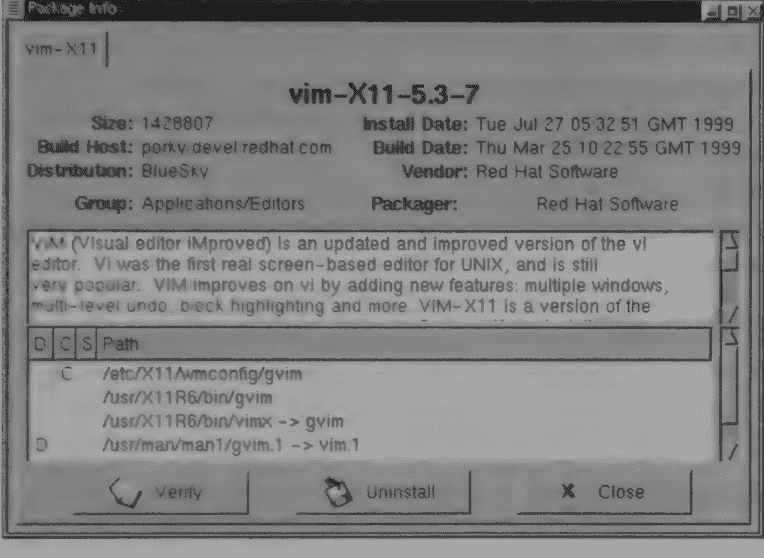 Package Info
vim-X11
vim-X11-5.3-7
Size: 1428807 Install Date: Tue Jul 27 05:32:51 GMT 1999
Build Host: porky.devel.redhat.com Build Date: Thu Mar 25 10:22:55 GMT 1999
Distribution: BlueSky Vendor: Red Hat Software
Group: Applications/Editors Packager: Red Hat Software
VIM (VIsual editor iMproved) is an updated and improved version of the vi
editor. Vi was the first real screen-based editor for UNIX, and is still
very popular. VIM improves on vi by adding new features: multiple windows,
multi-level undo, block highlighting and more. VIM-X11 is a version of the
D C S Path
C /etc/X11/wmconfig/gvim
/usr/X11R6/bin/gvim
/usr/X11R6/bin/vimx -> gvim
D /usr/man/man1/gvim.1 -> vim.1
Verify Uninstall Close